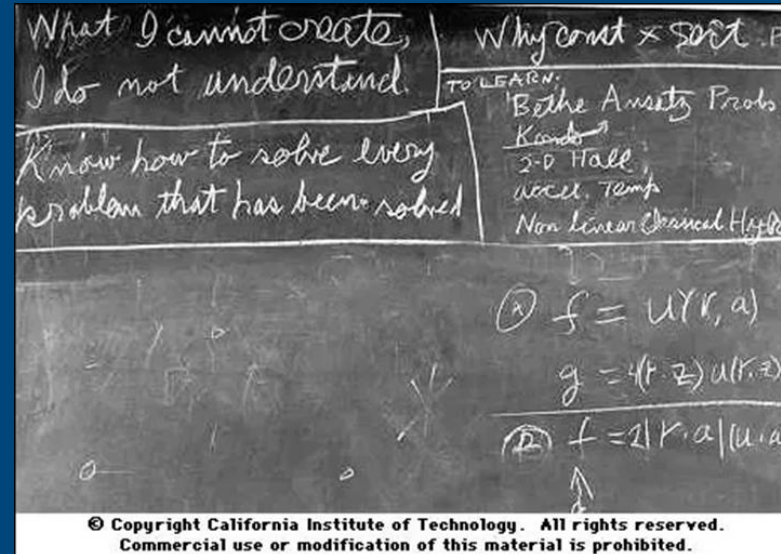 What I cannot create,
I do not understand.
Know how to solve every
problem that has been solved
Why const × sort
TO LEARN.
Bethe Ansatz Prob
Kondo
2-D Hall
accel. Temp
Non linear Classical Hydro
Ⓐ f = u(r, a)
g = 4(r·z) u(r, z)
f = 2|r·a|(u·a
© Copyright California Institute of Technology. All rights reserved.
Commercial use or modification of this material is prohibited.